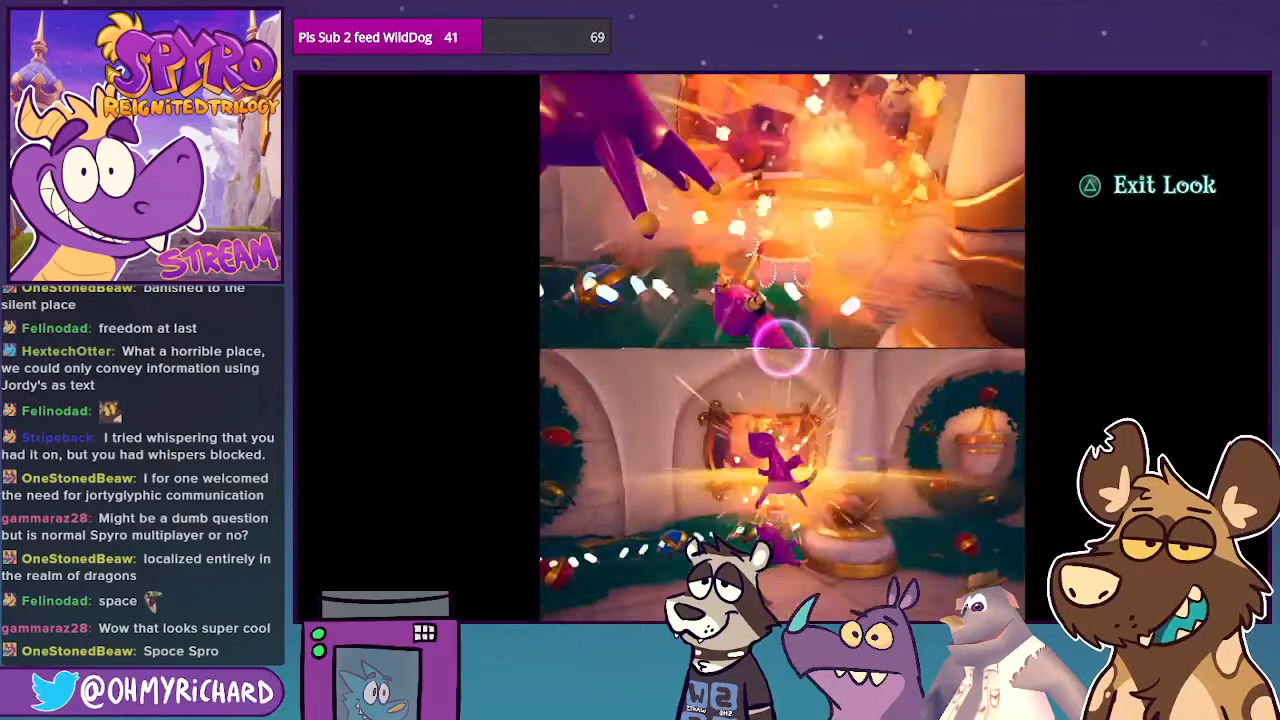 SPYRO
REIGNITED TRILOGY
STREAM
Pls Sub 2 feed WildDog 41
69
Exit Look
OneStonedBeaw: banished to the
silent place
Felinodad: freedom at last
HextechOtter: What a horrible place,
we could only convey information using
Jordy's as text
Felinodad:
Stripeback: I tried whispering that you
had it on, but you had whispers blocked.
OneStonedBeaw: I for one welcomed
the need for jortyglyphic communication
gammaraz28: Might be a dumb question
but is normal Spyro multiplayer or no?
OneStonedBeaw: localized entirely in
the realm of dragons
Felinodad: space
gammaraz28: Wow that looks super cool
OneStonedBeaw: Spoce Spro
@OHMYRICHARD